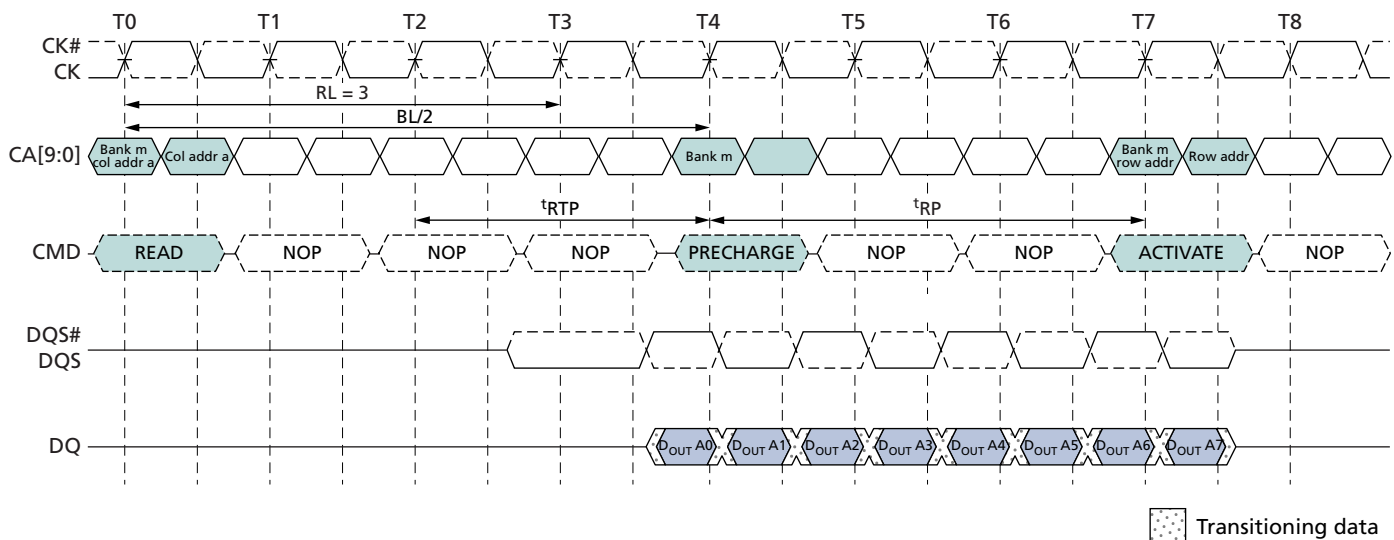 T0 T1 T2 T3 T4 T5 T6 T7 T8
CK#
CK
RL = 3
BL/2
CA[9:0] Bank m col addr a Col addr a Bank m Bank m row addr Row addr
tRTP tRP
CMD READ NOP NOP NOP PRECHARGE NOP NOP ACTIVATE NOP
DQS#
DQS
DQ DOUT A0 DOUT A1 DOUT A2 DOUT A3 DOUT A4 DOUT A5 DOUT A6 DOUT A7
Transitioning data